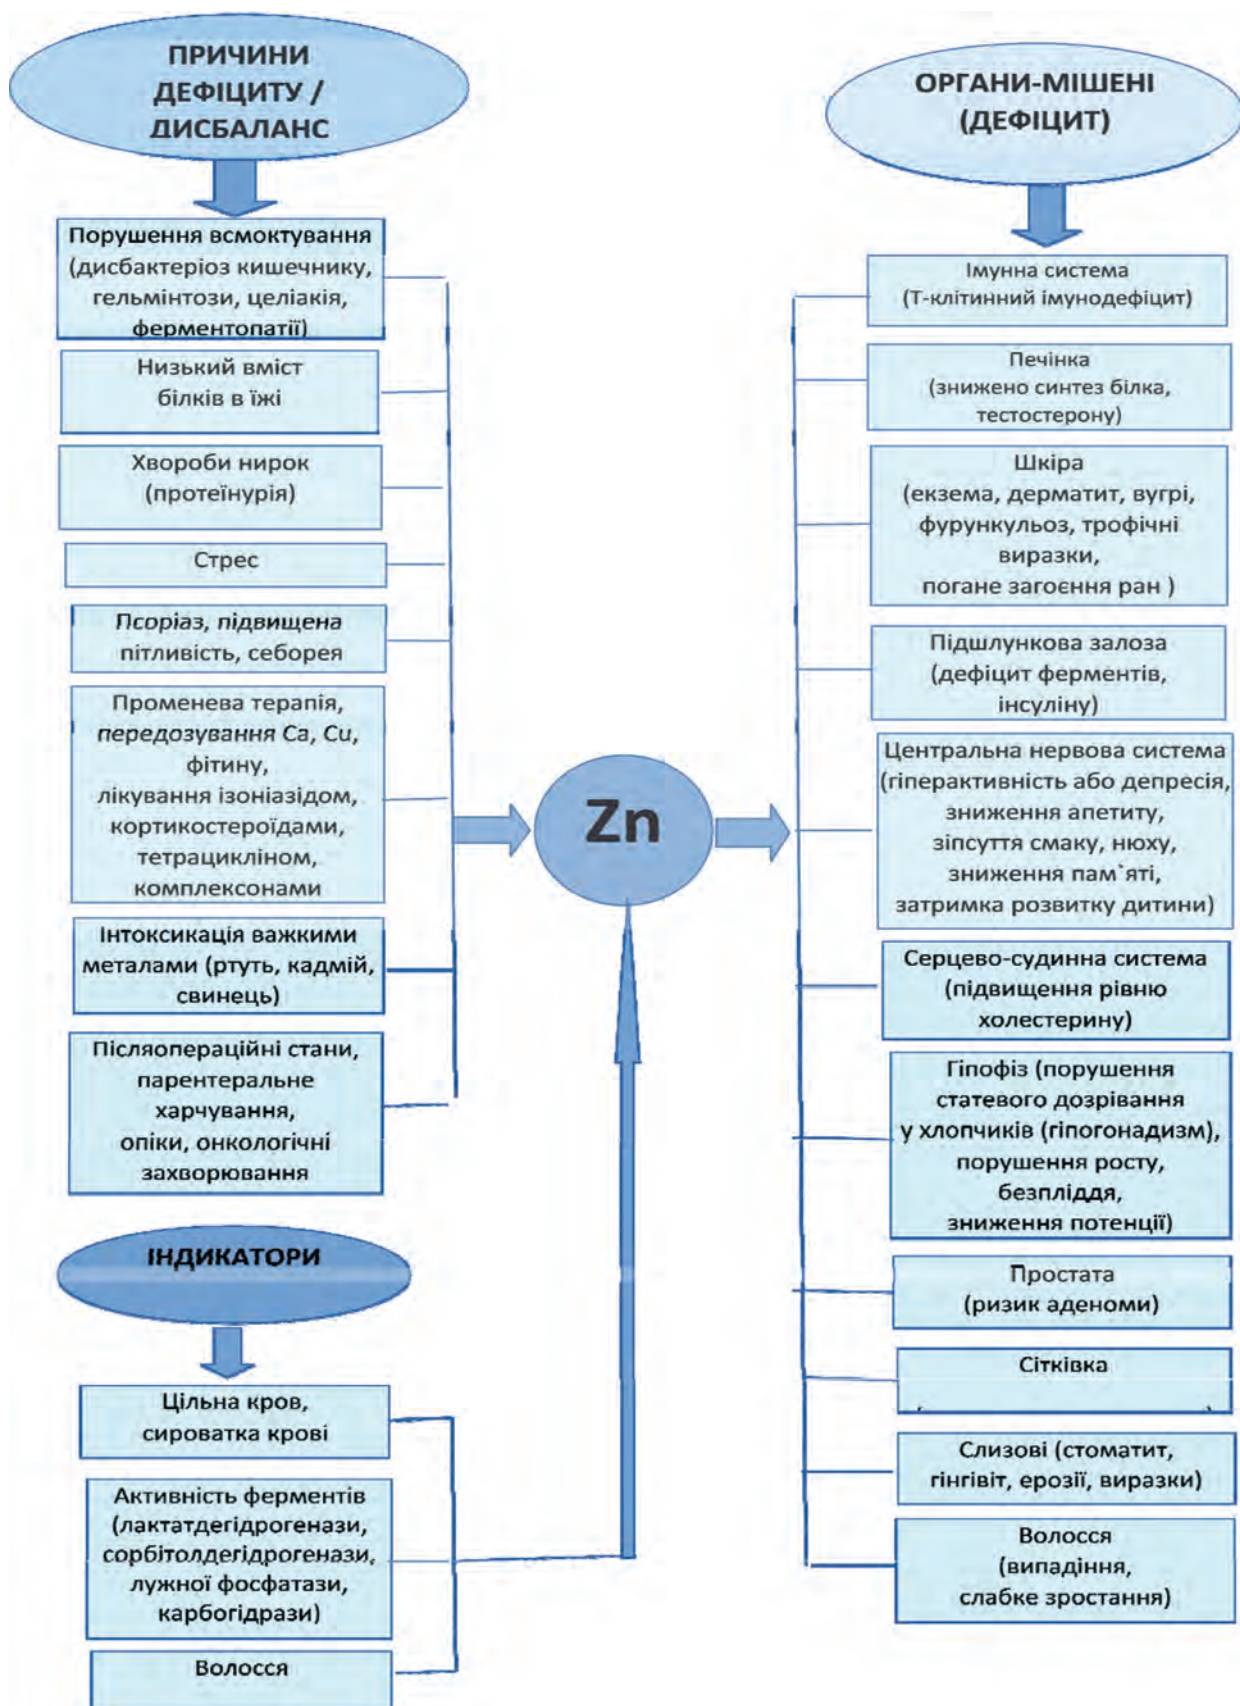 ПРИЧИНИ
ДЕФІЦИТУ /
ДИСБАЛАНС
Порушення всмоктування
(дисбактеріоз кишечнику,
гельмінтози, целіакія,
ферментопатії)
Низький вміст
білків в їжі
Хвороби нирок
(протеїнурія)
Стрес
Псоріаз, підвищена
пітливість, себорея
Променева терапія,
передозування Ca, Cu,
фітину,
лікування ізоніазідом,
кортикостероїдами,
тетрацикліном,
комплексонами
Інтоксикація важкими
металами (ртуть, кадмій,
свинець)
Післяопераційні стани,
парентеральне
харчування,
опіки, онкологічні
захворювання
ІНДИКАТОРИ
Цільна кров,
сироватка крові
Активність ферментів
(лактатдегідрогенази,
сорбітолдегідрогенази,
лужної фосфатази,
карбогідрази)
Волосся
Zn
ОРГАНИ-МІШЕНІ
(ДЕФІЦИТ)
Імунна система
(Т-клітинний імунодефіцит)
Печінка
(знижено синтез білка,
тестостерону)
Шкіра
(екзема, дерматит, вугрі,
фурункульоз, трофічні
виразки,
погане загоєння ран )
Підшлункова залоза
(дефіцит ферментів,
інсуліну)
Центральна нервова система
(гіперактивність або депресія,
зниження апетиту,
зіпсуття смаку, нюху,
зниження пам`яті,
затримка розвитку дитини)
Серцево-судинна система
(підвищення рівню
холестерину)
Гіпофіз (порушення
статевого дозрівання
у хлопчиків (гіпогонадизм),
порушення росту,
безпліддя,
зниження потенції)
Простата
(ризик аденоми)
Сітківка
Слизові (стоматит,
гінгівіт, ерозії, виразки)
Волосся
(випадіння,
слабке зростання)